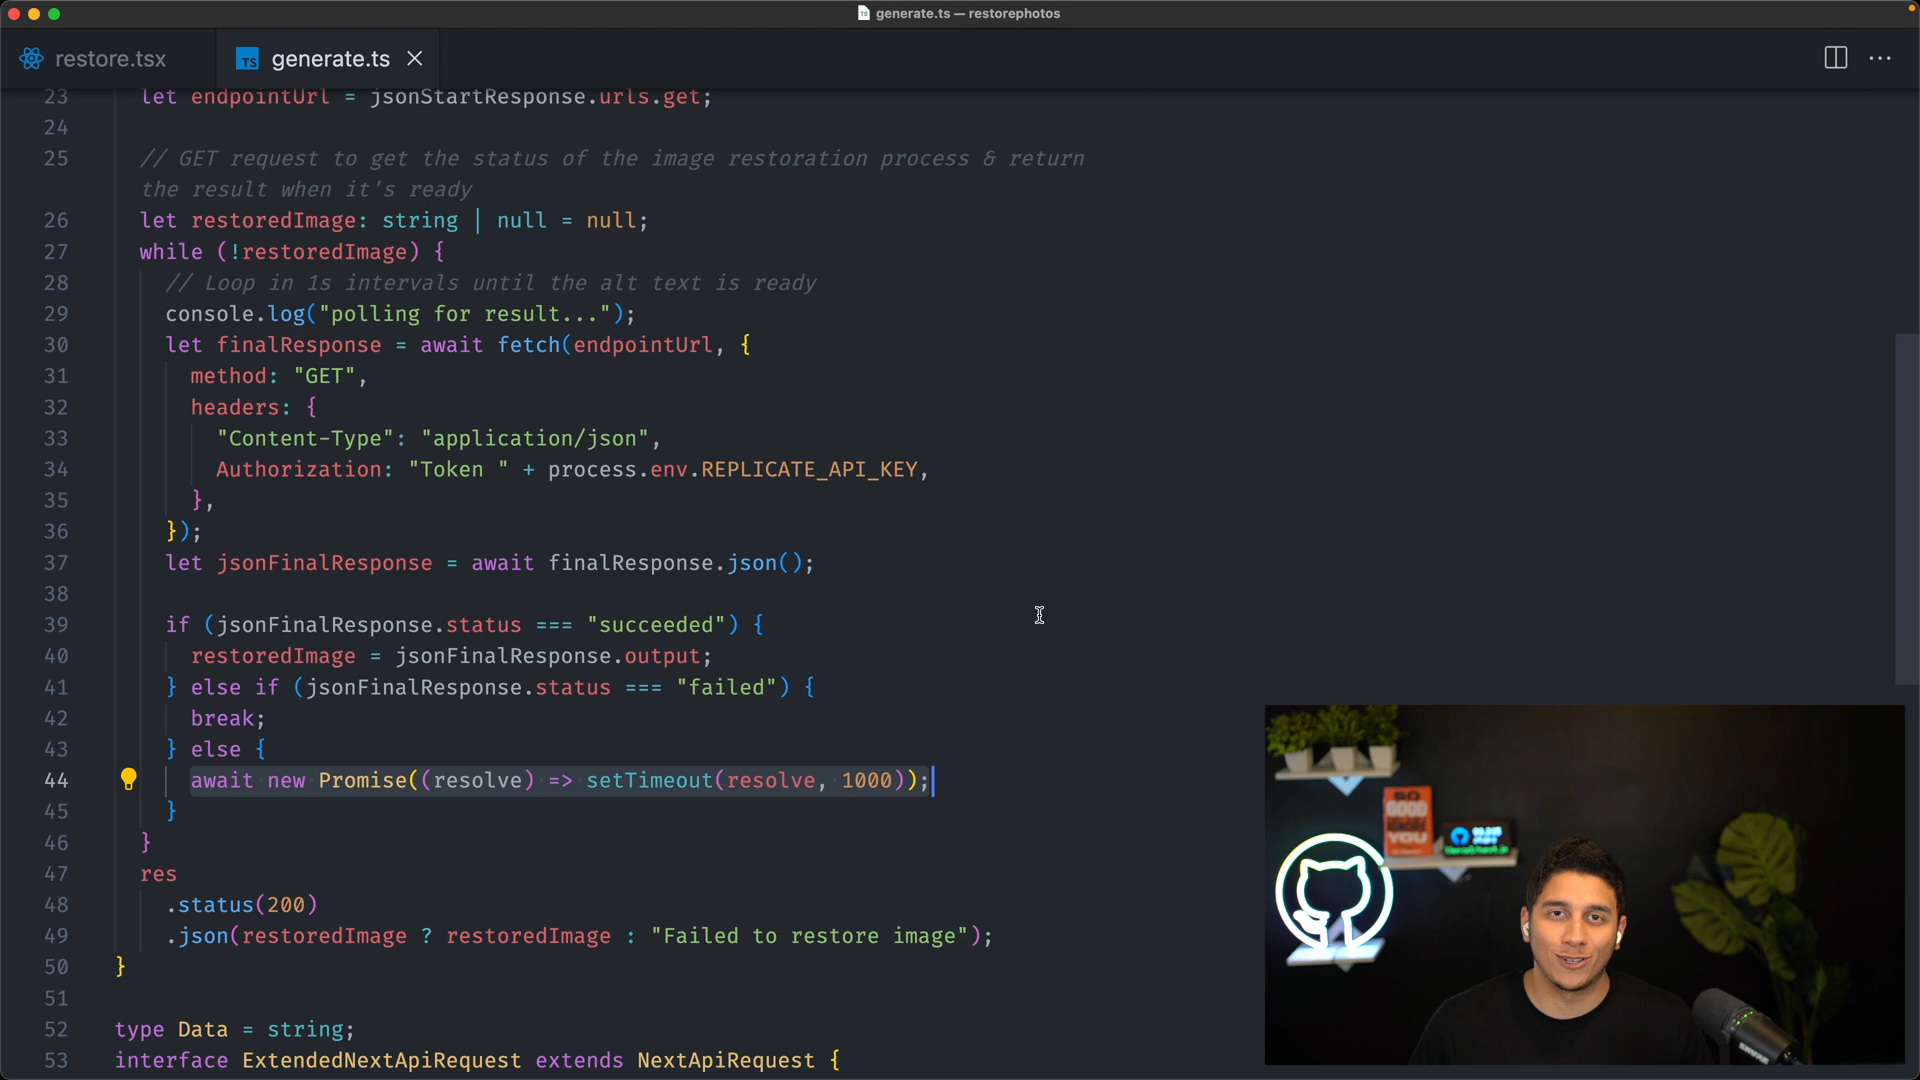 generate.ts — restorephotos
restore.tsx
TS generate.ts
23 let endpointUrl = jsonStartResponse.urls.get;
24
25 // GET request to get the status of the image restoration process & return
the result when it's ready
26 let restoredImage: string | null = null;
27 while (!restoredImage) {
28 // Loop in 1s intervals until the alt text is ready
29 console.log("polling for result...");
30 let finalResponse = await fetch(endpointUrl, {
31 method: "GET",
32 headers: {
33 "Content-Type": "application/json",
34 Authorization: "Token " + process.env.REPLICATE_API_KEY,
35 },
36 });
37 let jsonFinalResponse = await finalResponse.json();
38
39 if (jsonFinalResponse.status === "succeeded") {
40 restoredImage = jsonFinalResponse.output;
41 } else if (jsonFinalResponse.status === "failed") {
42 break;
43 } else {
44 await new Promise((resolve) => setTimeout(resolve, 1000));
45 }
46 }
47 res
48 .status(200)
49 .json(restoredImage ? restoredImage : "Failed to restore image");
50 }
51
52 type Data = string;
53 interface ExtendedNextApiRequest extends NextApiRequest {
SO
GOOD
YOU
SHURE